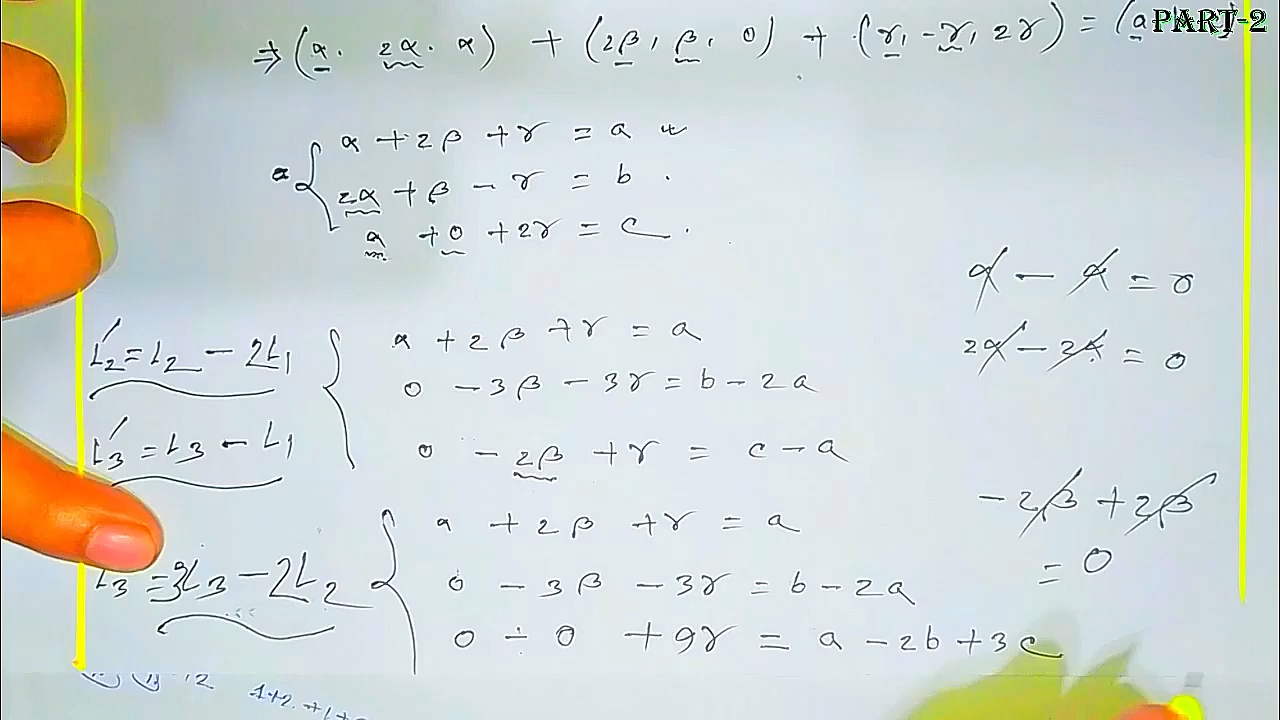 PART-2
⇒ (α, 2α, α) + (2β, β, 0) + (γ, -γ, 2γ) = (a
α + 2β + γ = a
2α + β - γ = b
α + 0 + 2γ = c
α - α = 0
2α - 2α = 0
L₂' = L₂ - 2L₁
α + 2β + γ = a
0 - 3β - 3γ = b - 2a
L₃' = L₃ - L₁
0 - 2β + γ = c - a
-2β + 2β
= 0
α + 2β + γ = a
L₃ = 3L₃ - 2L₂
0 - 3β - 3γ = b - 2a
0 + 0 + 9γ = a - 2b + 3c